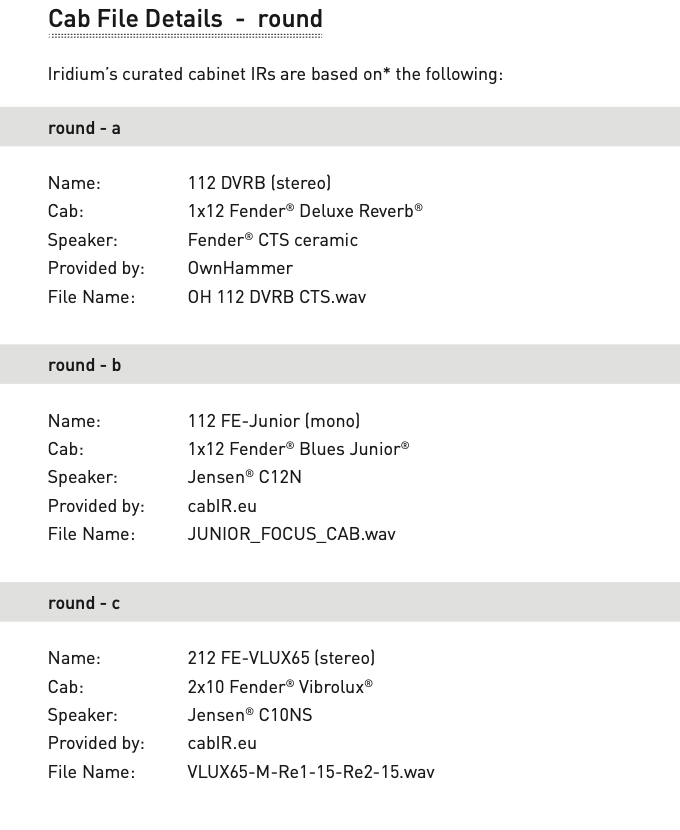 Cab File Details - round
Iridium’s curated cabinet IRs are based on* the following:
round - a
Name: 112 DVRB (stereo)
Cab: 1x12 Fender® Deluxe Reverb®
Speaker: Fender® CTS ceramic
Provided by: OwnHammer
File Name: OH 112 DVRB CTS.wav
round - b
Name: 112 FE-Junior (mono)
Cab: 1x12 Fender® Blues Junior®
Speaker: Jensen® C12N
Provided by: cabIR.eu
File Name: JUNIOR_FOCUS_CAB.wav
round - c
Name: 212 FE-VLUX65 (stereo)
Cab: 2x10 Fender® Vibrolux®
Speaker: Jensen® C10NS
Provided by: cabIR.eu
File Name: VLUX65-M-Re1-15-Re2-15.wav